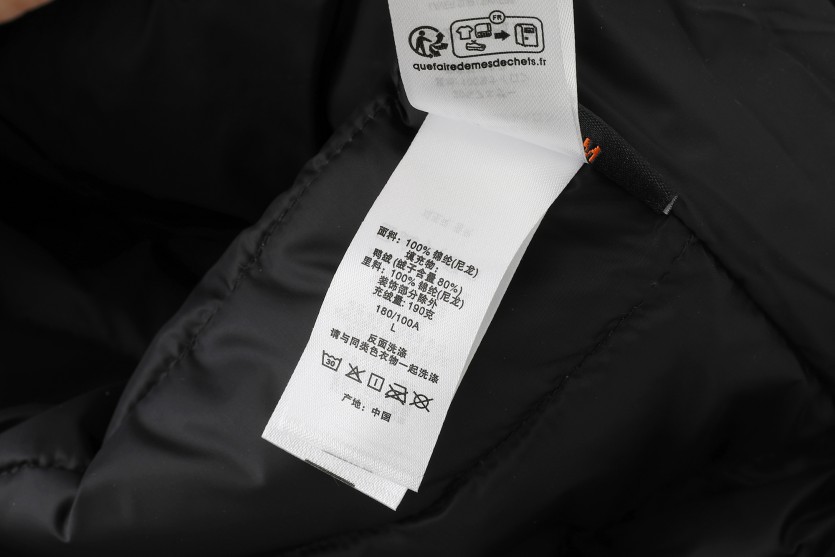 FR
quefairedemesdechets.fr
面料: 100% 锦纶(尼龙)
填充物:
鸭绒 (绒子含量 80%)
里料: 100% 锦纶(尼龙)
装饰部分除外
充绒量: 190克
180/100A
L
反面洗涤
请与同类色衣物一起洗涤
30
产地: 中国